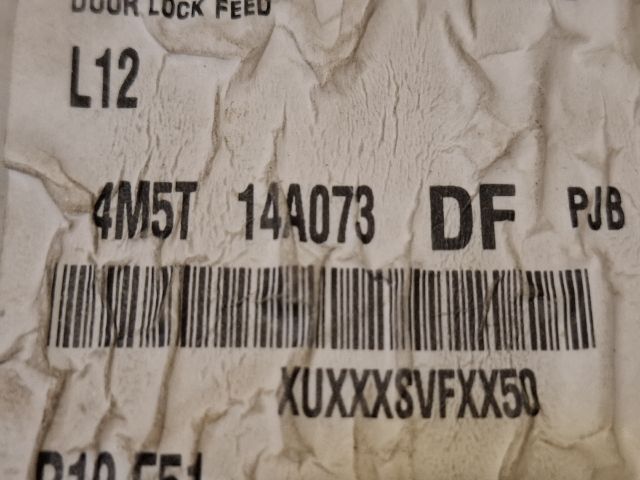 DOOR LOCK FEED
L12
4M5T 14A073 DF PJB
XUXXXSVFXX50